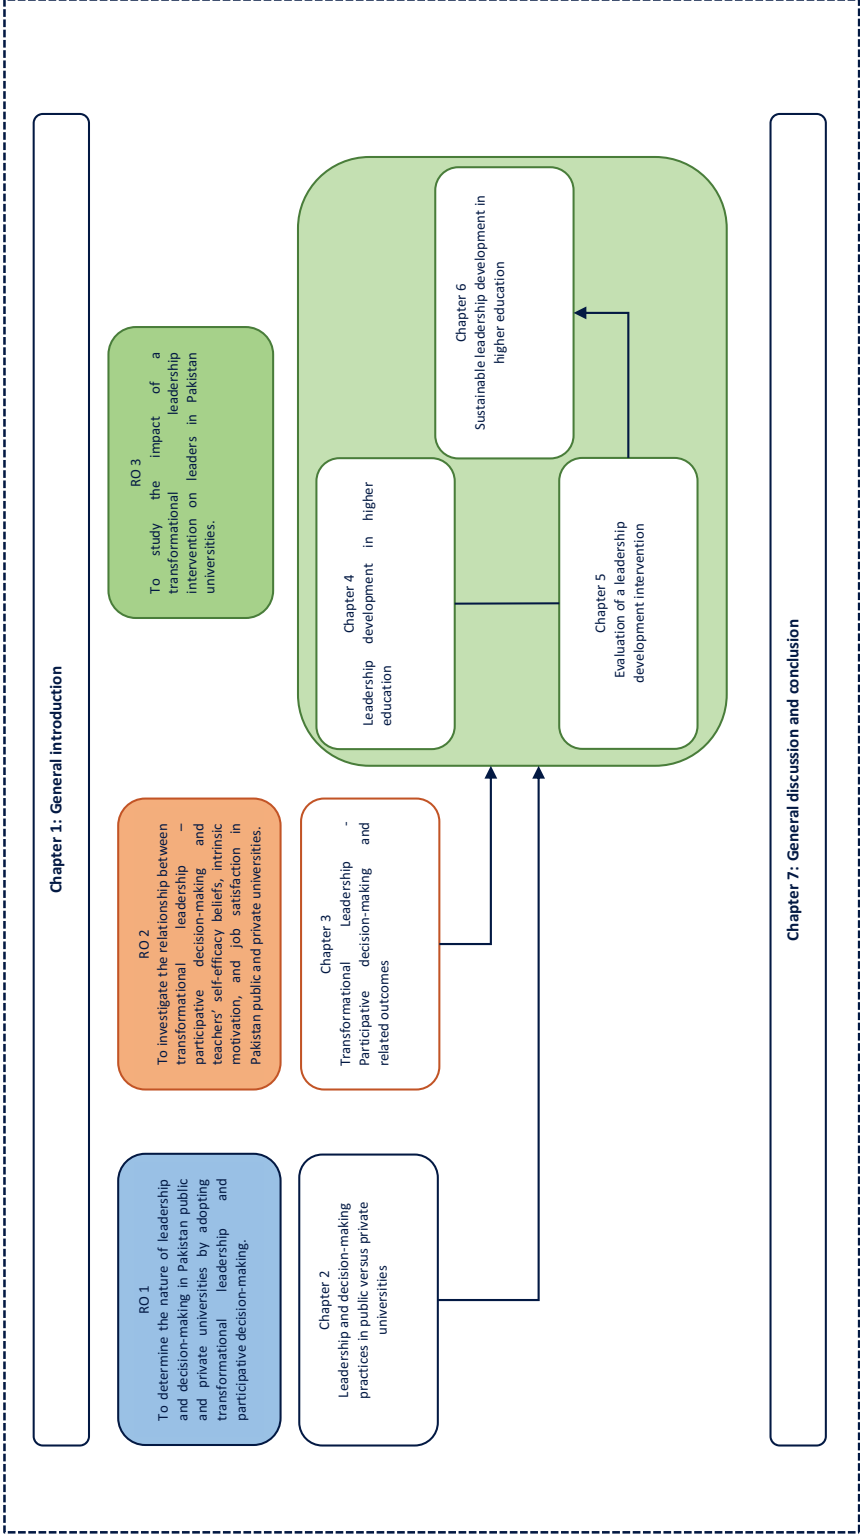 Chapter 1: General introduction
RO 1
To determine the nature of leadership
and decision-making in Pakistan public
and private universities by adopting
transformational leadership and
participative decision-making.
RO 2
To investigate the relationship between
transformational leadership –
participative decision-making and
teachers’ self-efficacy beliefs, intrinsic
motivation, and job satisfaction in
Pakistan public and private universities.
RO 3
To study the impact of a
transformational leadership
intervention on leaders in Pakistan
universities.
Chapter 2
Leadership and decision-making
practices in public versus private
universities
Chapter 3
Transformational Leadership -
Participative decision-making and
related outcomes
Chapter 4
Leadership development in higher
education
Chapter 5
Evaluation of a leadership
development intervention
Chapter 6
Sustainable leadership development in
higher education
Chapter 7: General discussion and conclusion